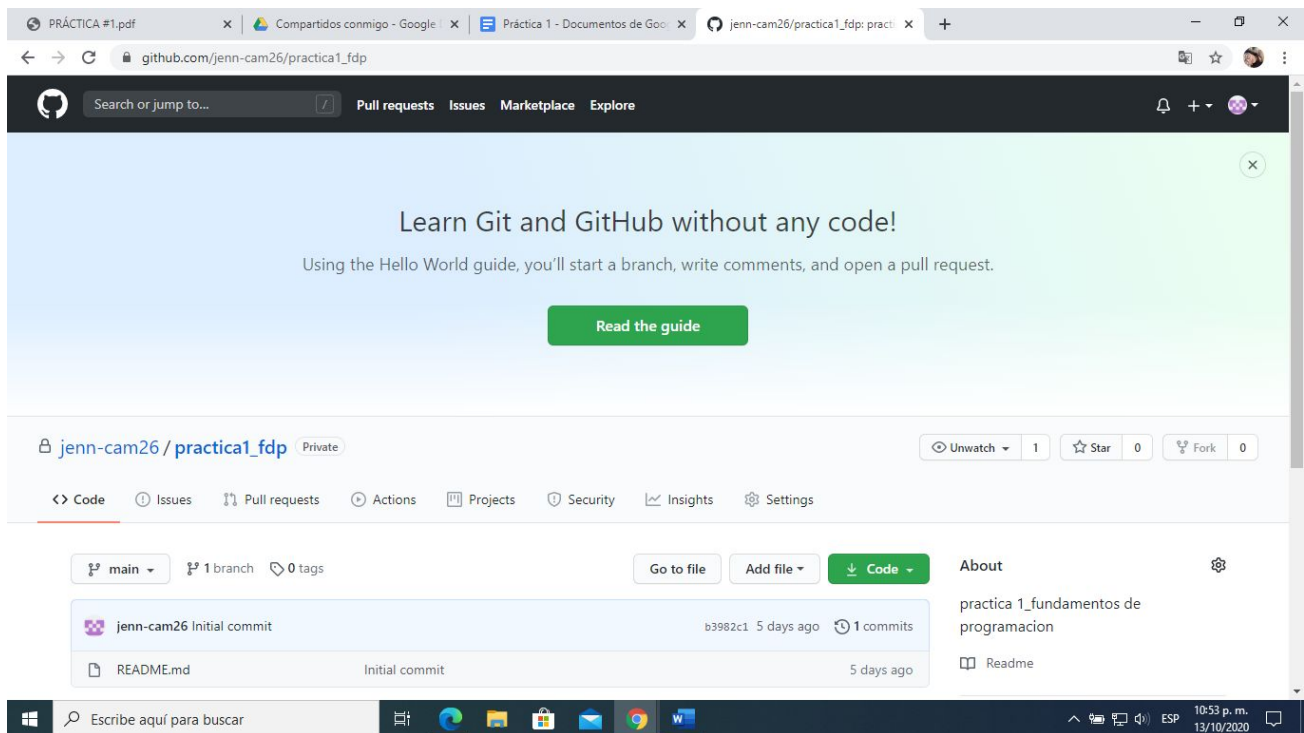 PRÁCTICA #1.pdf
Compartidos conmigo - Google
Práctica 1 - Documentos de Goo
jenn-cam26/practica1_fdp: practi
github.com/jenn-cam26/practica1_fdp
Search or jump to...
/
Pull requests Issues Marketplace Explore
Learn Git and GitHub without any code!
Using the Hello World guide, you'll start a branch, write comments, and open a pull request.
Read the guide
jenn-cam26 / practica1_fdp Private
Unwatch 1 Star 0 Fork 0
Code Issues Pull requests Actions Projects Security Insights Settings
main 1 branch 0 tags
Go to file Add file Code
About
jenn-cam26 Initial commit b3982c1 5 days ago 1 commits
practica 1_fundamentos de
programacion
README.md Initial commit 5 days ago
Readme
Escribe aquí para buscar
ESP
10:53 p. m.
13/10/2020